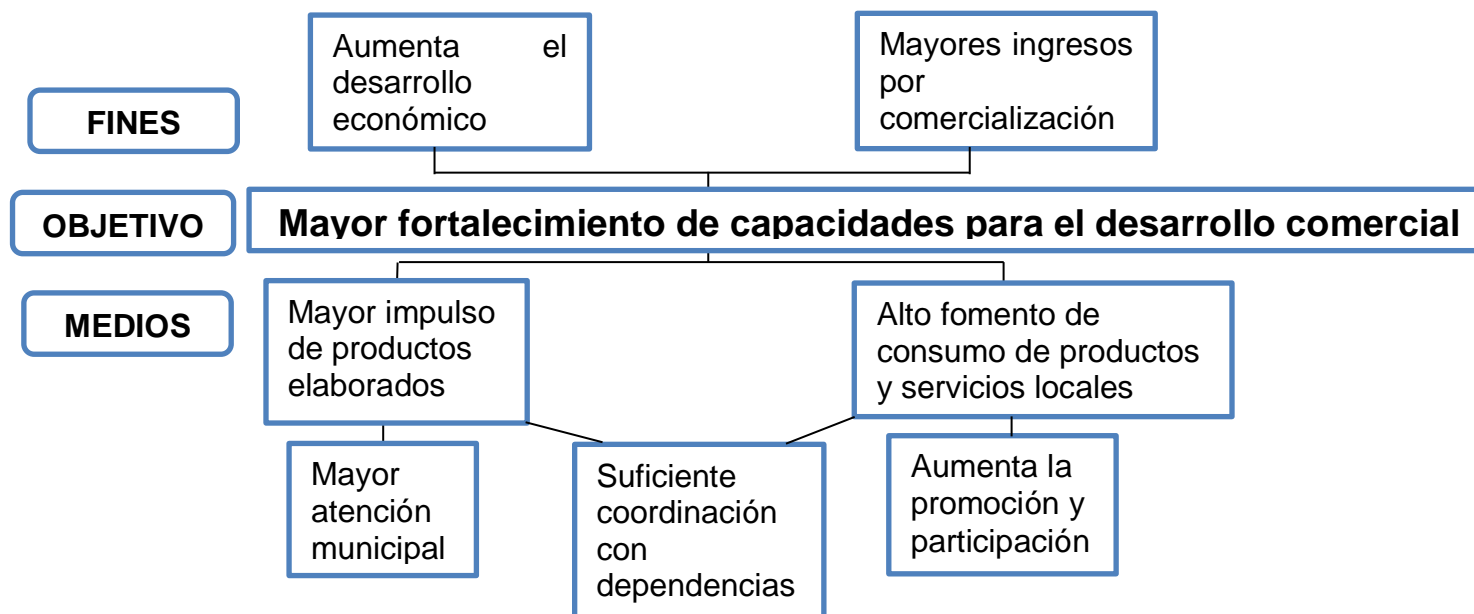 Aumenta el
desarrollo
económico
Mayores ingresos
por
comercialización
FINES
OBJETIVO
Mayor fortalecimiento de capacidades para el desarrollo comercial
MEDIOS
Mayor impulso
de productos
elaborados
Alto fomento de
consumo de productos
y servicios locales
Mayor
atención
municipal
Suficiente
coordinación
con
dependencias
Aumenta la
promoción y
participación